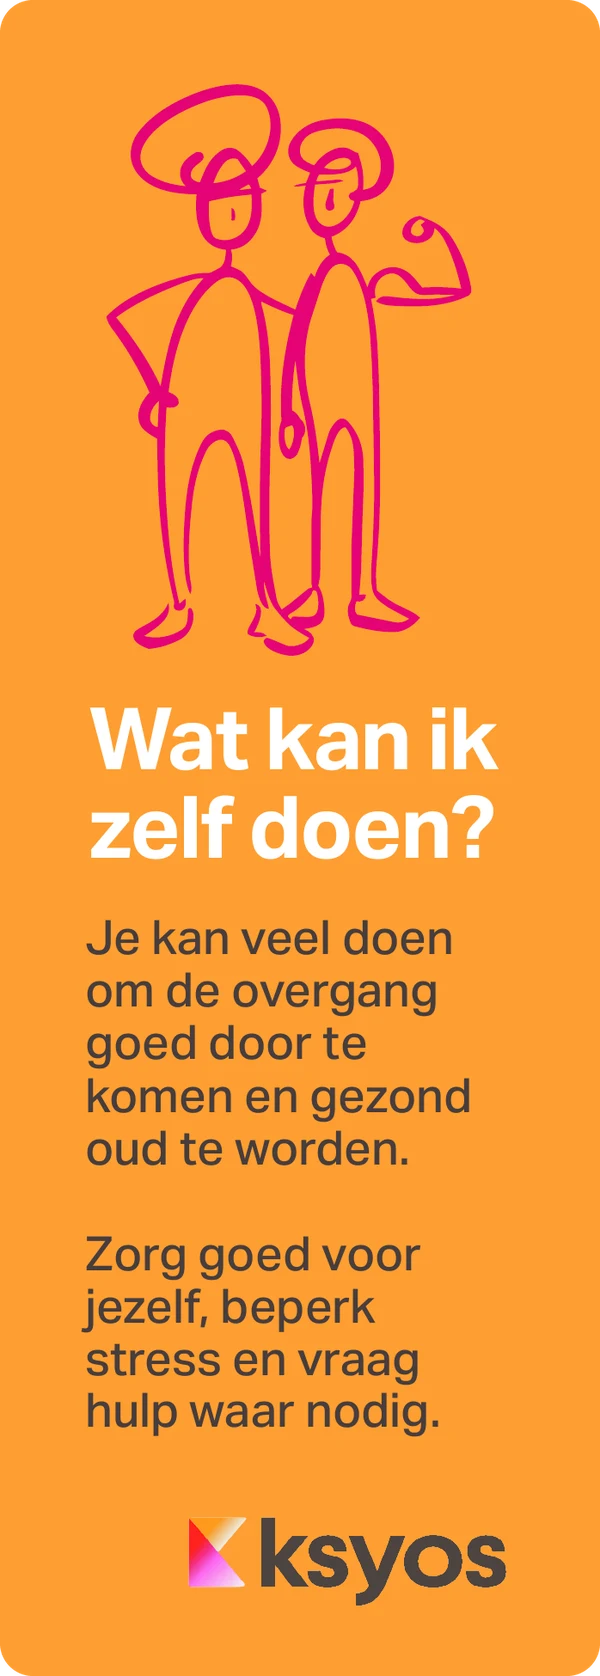 Wat kan ik
zelf doen?
Je kan veel doen
om de overgang
goed door te
komen en gezond
oud te worden.
Zorg goed voor
jezelf, beperk
stress en vraag
hulp waar nodig.
ksyos